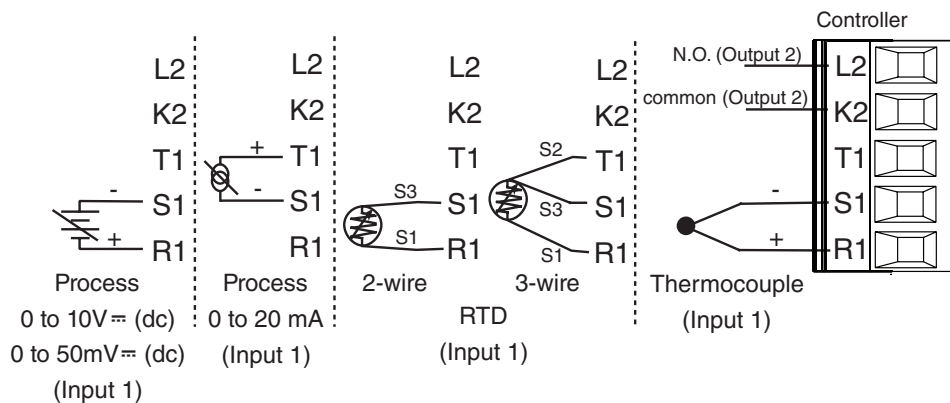 Controller
L2
K2
T1
S1
R1
-
+
Process
0 to 10V⎓ (dc)
0 to 50mV⎓ (dc)
(Input 1)
L2
K2
T1
S1
R1
+
-
Process
0 to 20 mA
(Input 1)
L2
K2
T1
S1
R1
S3
S1
2-wire
L2
K2
T1
S1
R1
S2
S3
S1
3-wire
RTD
(Input 1)
N.O. (Output 2)
common (Output 2)
-
+
Thermocouple
(Input 1)
L2
K2
T1
S1
R1